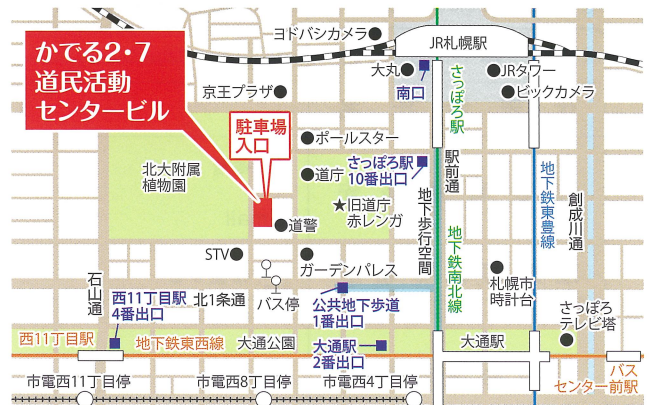 ヨドバシカメラ
JR札幌駅
かでる2・7
道民活動
センタービル
大丸
南口
さっぽろ駅
JRタワー
ビックカメラ
京王プラザ
駐車場
入口
ポールスター
北大附属
植物園
道庁
さっぽろ駅
10番出口
駅前通
★旧道庁
赤レンガ
地下歩行空間
地下鉄南北線
地下鉄東豊線
創成川通
道警
STV
ガーデンパレス
バス停
石山通
西11丁目駅
4番出口
北1条通
公共地下歩道
1番出口
札幌市
時計台
さっぽろ
テレビ塔
西11丁目駅
地下鉄東西線
大通公園
大通駅
2番出口
大通駅
バス
センター前駅
市電西11丁目停
市電西8丁目停
市電西4丁目停